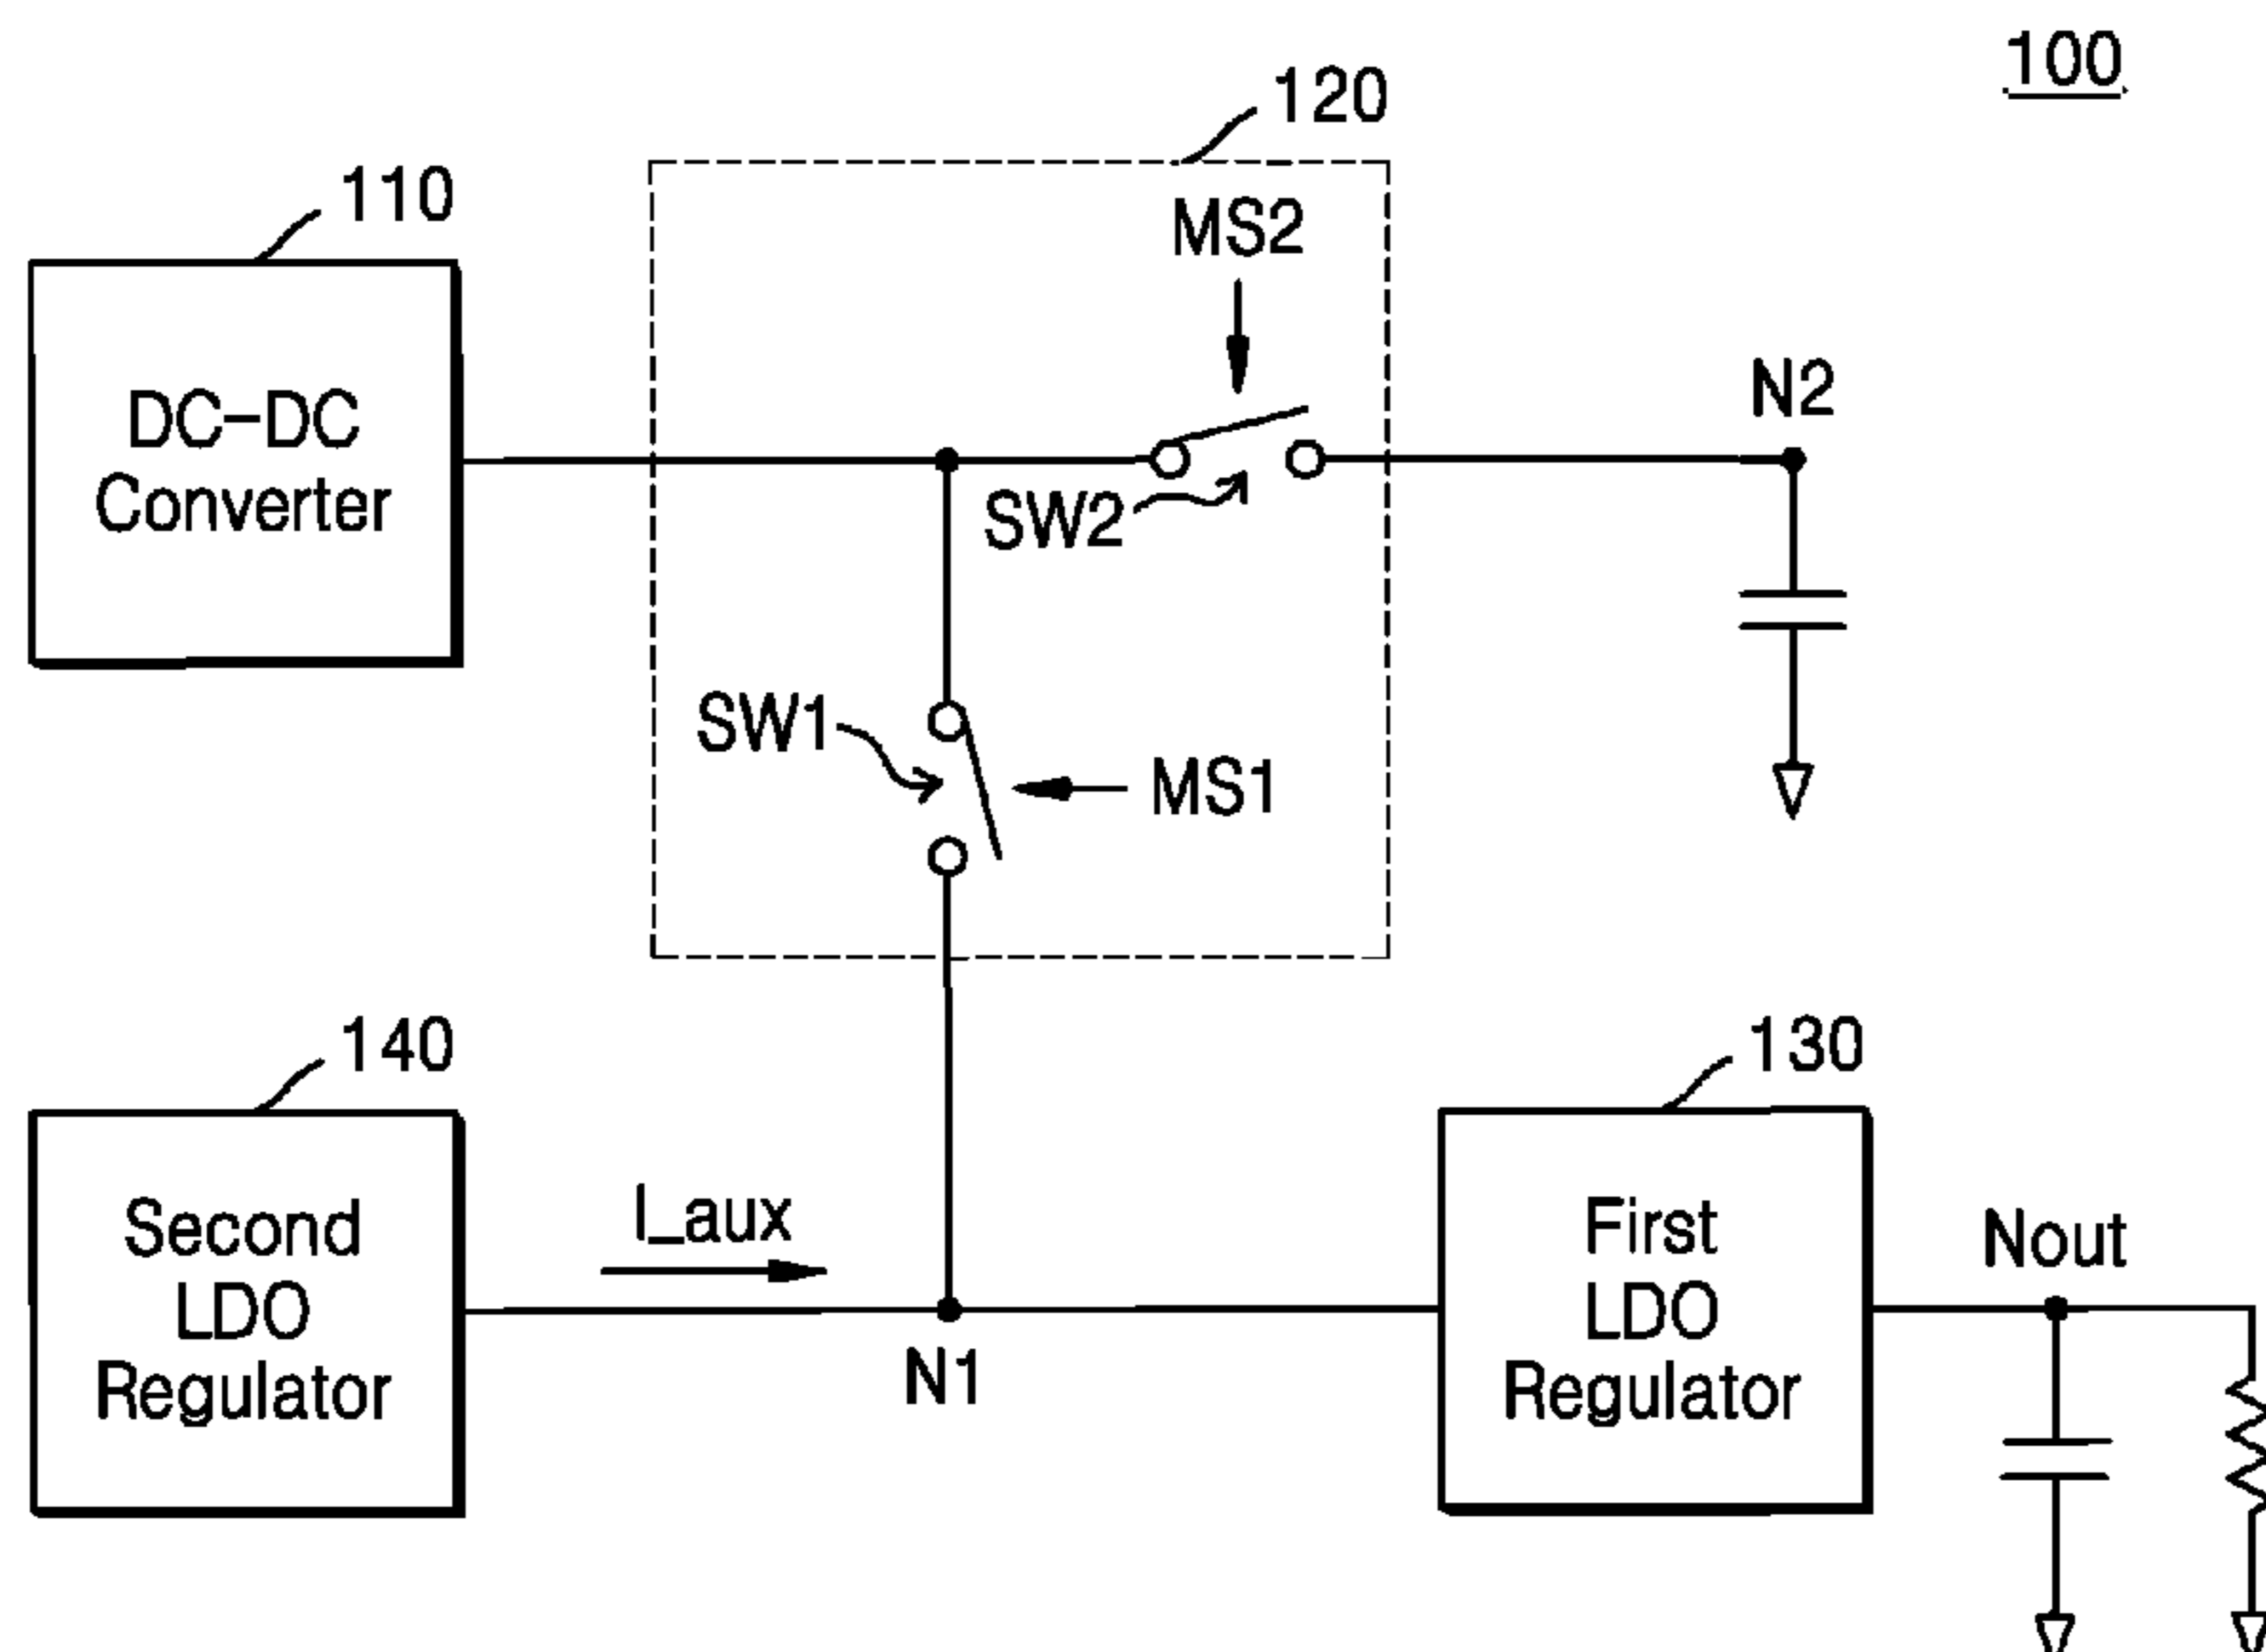 100
120
110
MS2
DC-DC
Converter
N2
SW2
SW1
MS1
140
130
Second
LDO
Regulator
I_aux
N1
First
LDO
Regulator
Nout